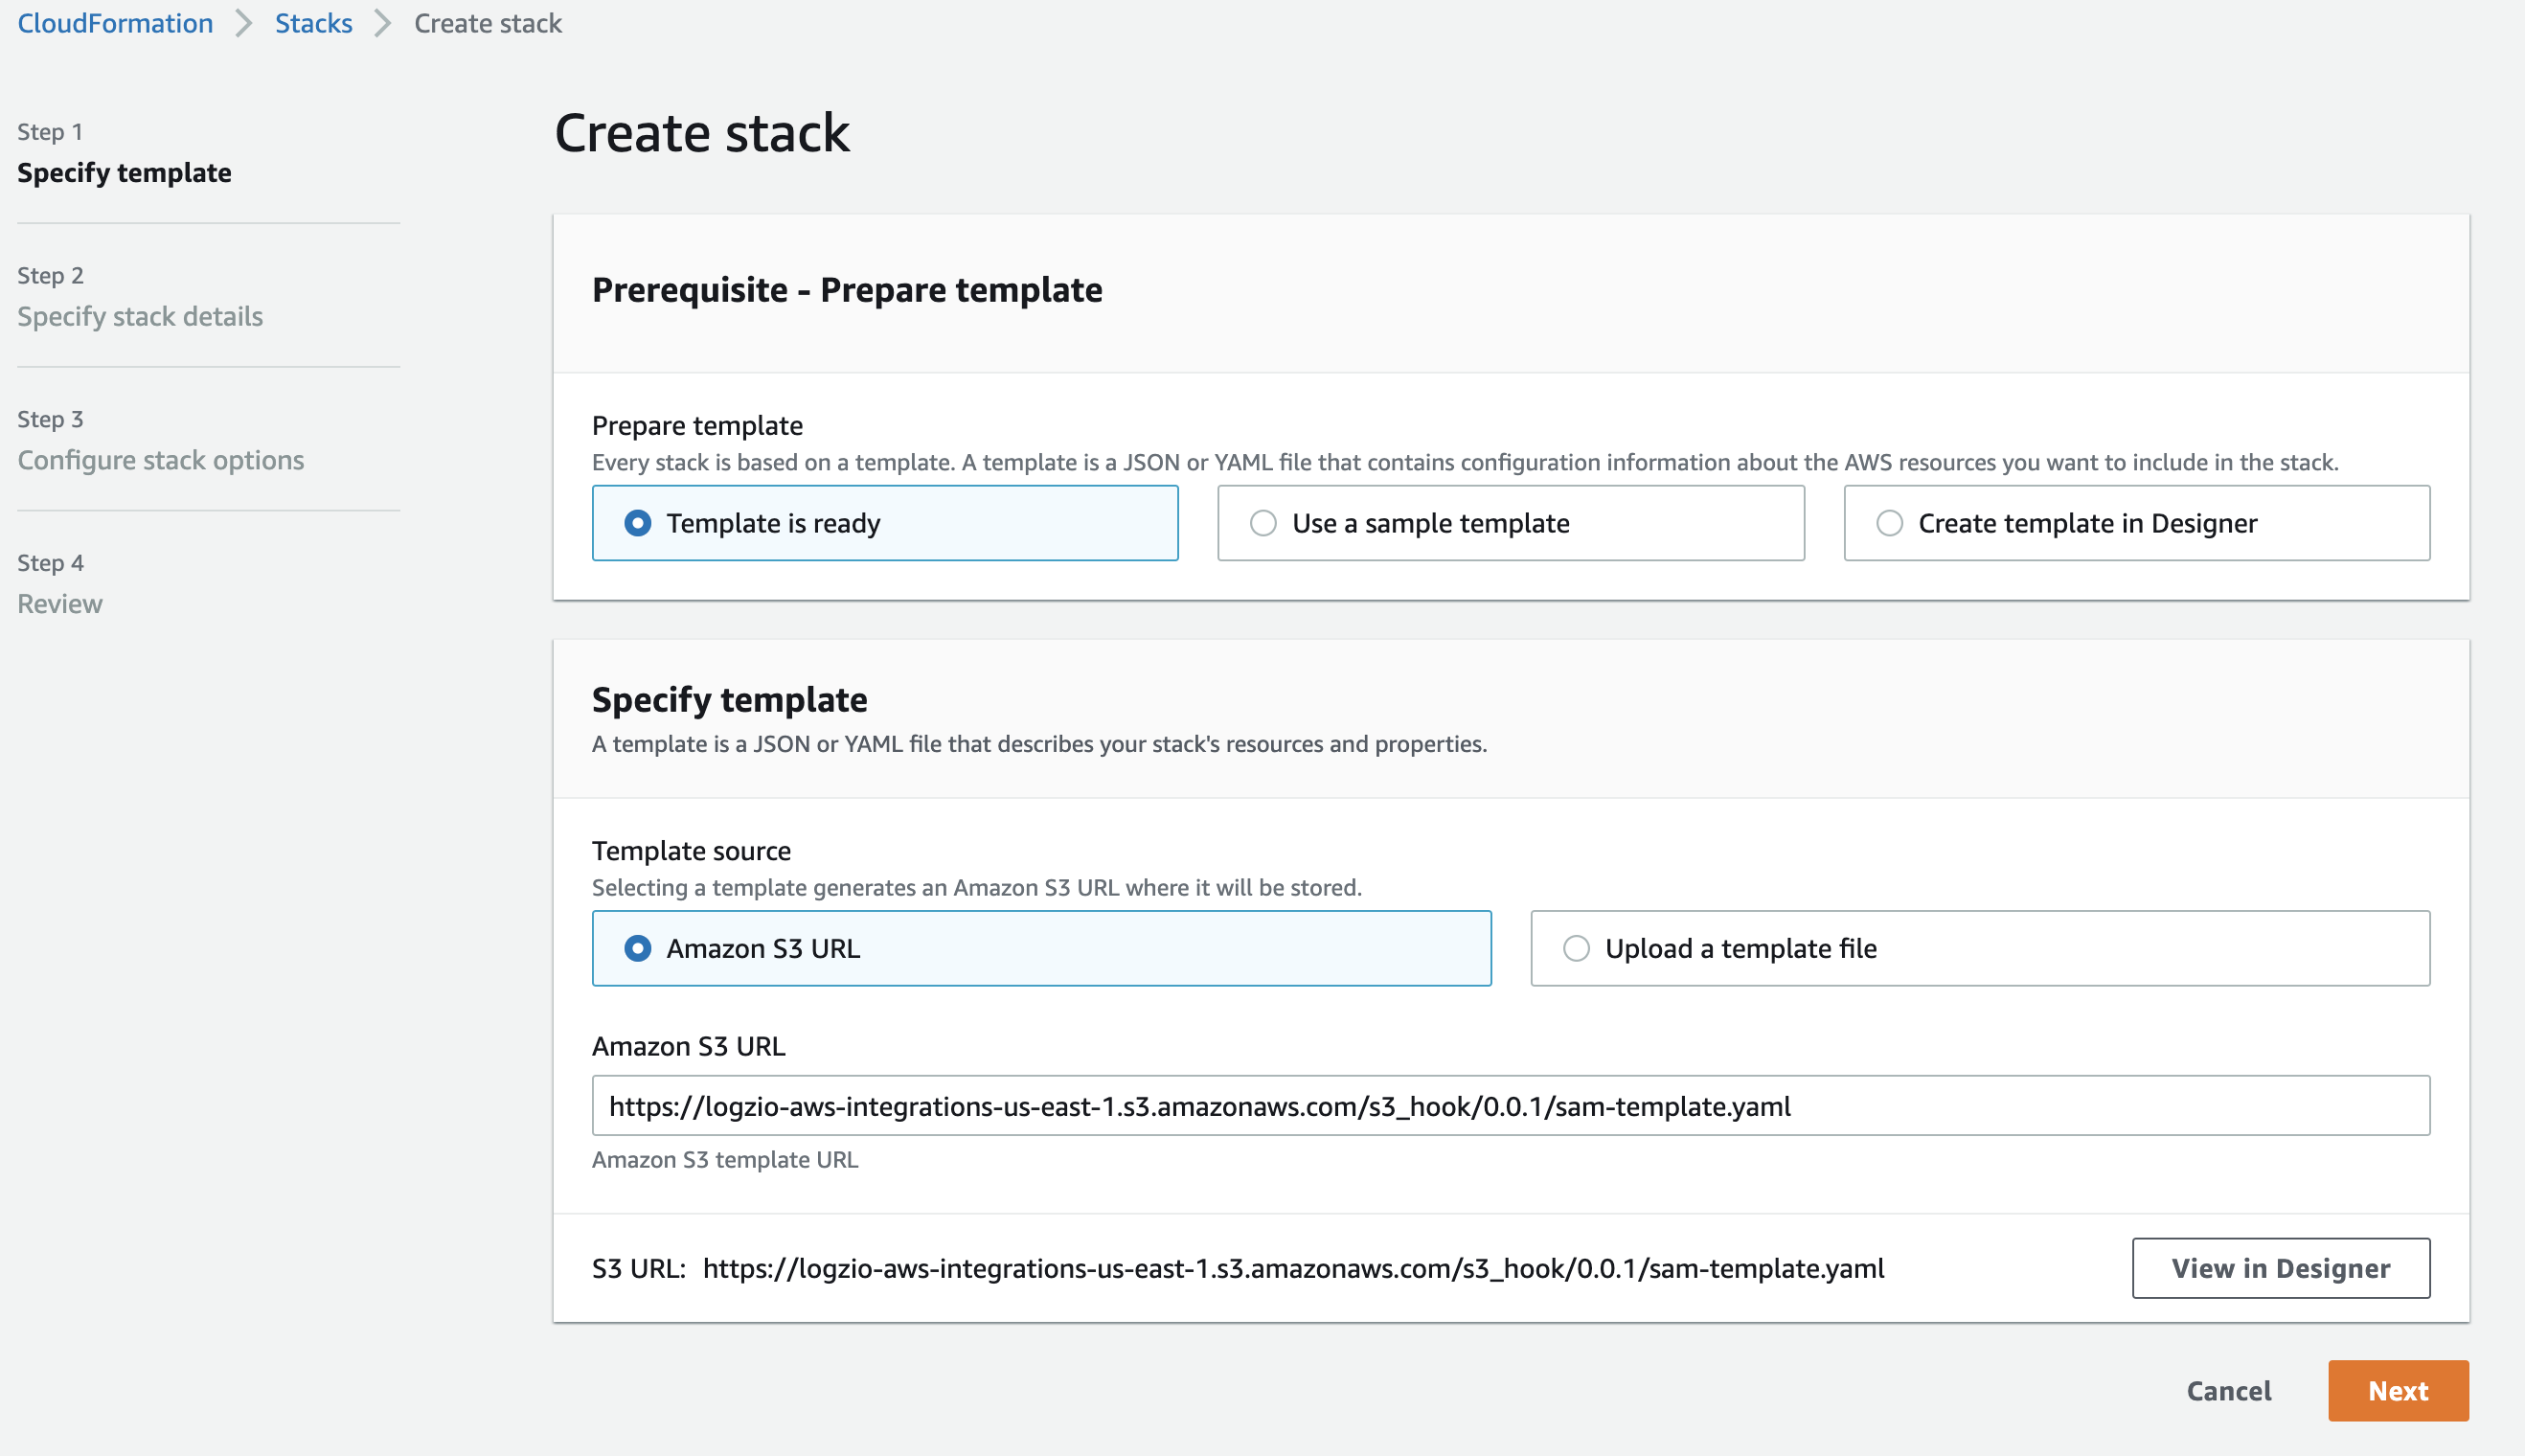 CloudFormation > Stacks > Create stack
Step 1
Specify template
Step 2
Specify stack details
Step 3
Configure stack options
Step 4
Review
Create stack
Prerequisite - Prepare template
Prepare template
Every stack is based on a template. A template is a JSON or YAML file that contains configuration information about the AWS resources you want to include in the stack.
Template is ready
Use a sample template
Create template in Designer
Specify template
A template is a JSON or YAML file that describes your stack's resources and properties.
Template source
Selecting a template generates an Amazon S3 URL where it will be stored.
Amazon S3 URL
Upload a template file
Amazon S3 URL
https://logzio-aws-integrations-us-east-1.s3.amazonaws.com/s3_hook/0.0.1/sam-template.yaml
Amazon S3 template URL
S3 URL: https://logzio-aws-integrations-us-east-1.s3.amazonaws.com/s3_hook/0.0.1/sam-template.yaml
View in Designer
Cancel
Next